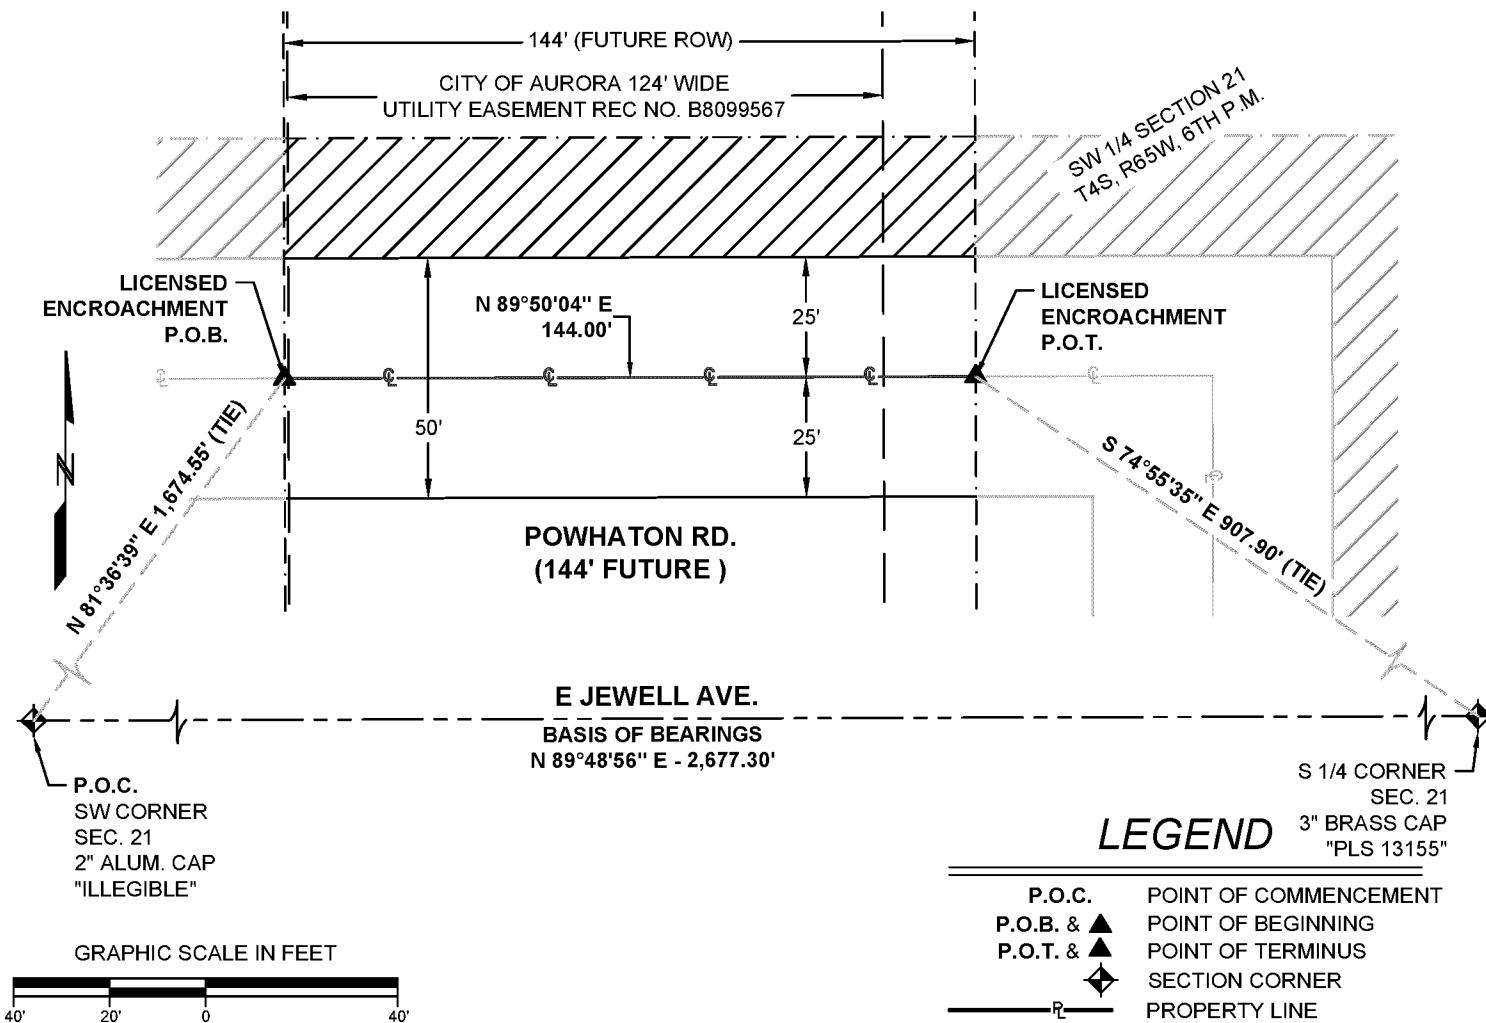 144' (FUTURE ROW)
CITY OF AURORA 124' WIDE
UTILITY EASEMENT REC NO. B8099567
SW 1/4 SECTION 21
T4S, R65W, 6TH P.M.
LICENSED
ENCROACHMENT
P.O.B.
N 89°50'04" E
144.00'
25'
LICENSED
ENCROACHMENT
P.O.T.
50'
25'
N 81°36'39" E 1,674.55' (TIE)
S 74°55'35" E 907.90' (TIE)
N
POWHATON RD.
(144' FUTURE )
E JEWELL AVE.
BASIS OF BEARINGS
N 89°48'56" E - 2,677.30'
P.O.C.
SW CORNER
SEC. 21
2" ALUM. CAP
"ILLEGIBLE"
S 1/4 CORNER
SEC. 21
3" BRASS CAP
"PLS 13155"
LEGEND
P.O.C. POINT OF COMMENCEMENT
P.O.B. & ▲ POINT OF BEGINNING
P.O.T. & ▲ POINT OF TERMINUS
SECTION CORNER
PL PROPERTY LINE
GRAPHIC SCALE IN FEET
40' 20' 0 40'